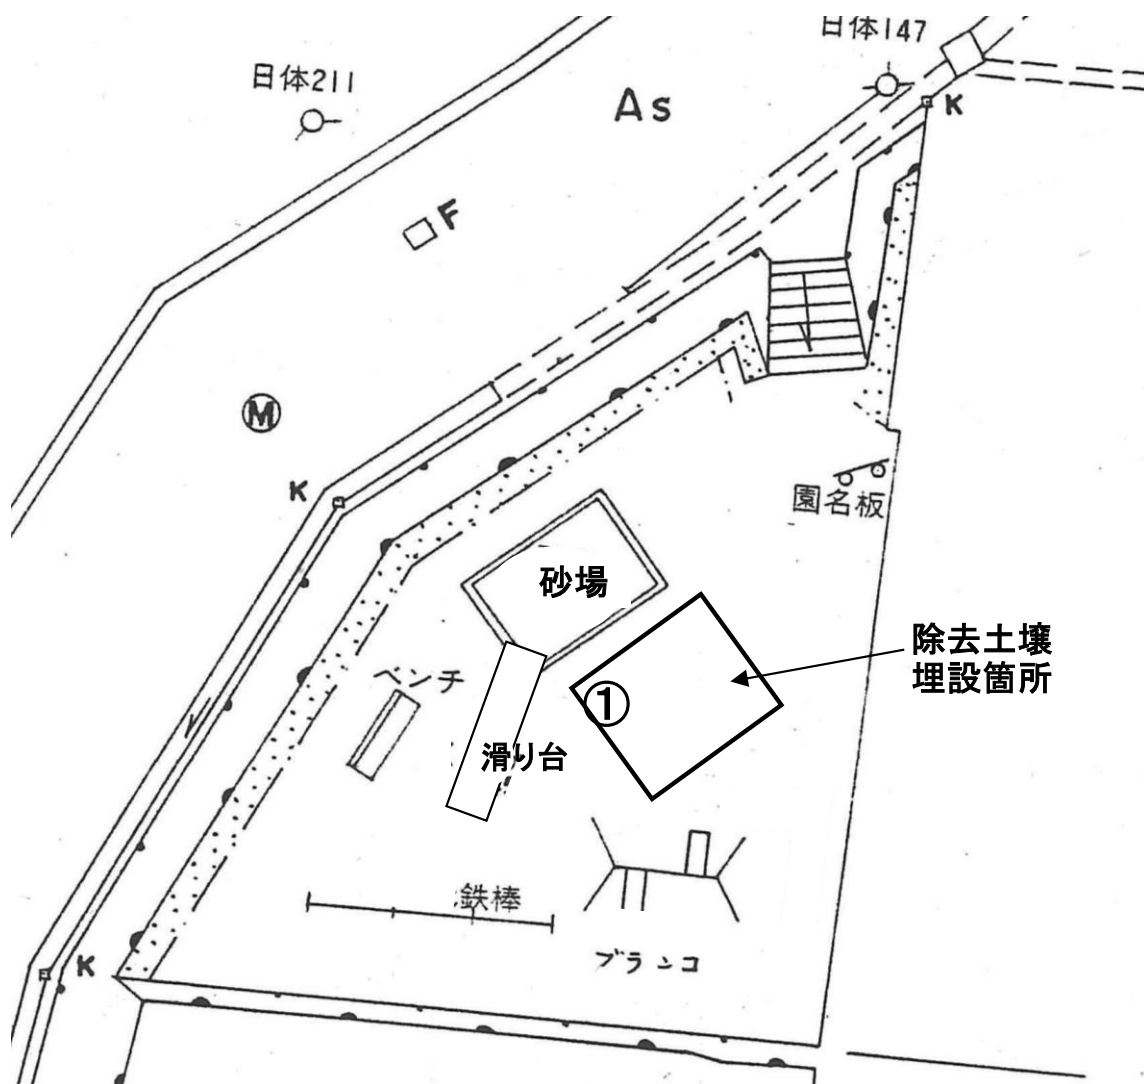 日体147
日体211
As
K
F
M
K
園名板
砂場
除去土壌
埋設箇所
ベンチ
①
滑り台
鉄棒
ブランコ
K